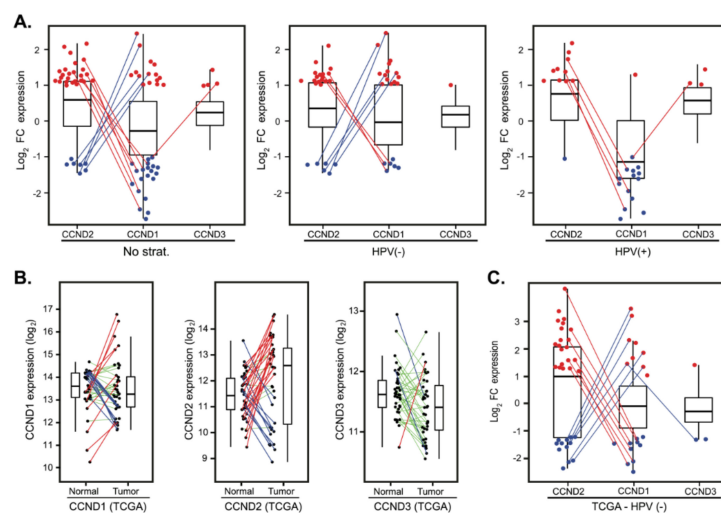 A.
Log2 FC expression
2
1
0
-1
-2
CCND2 CCND1 CCND3
No strat.
Log2 FC expression
2
1
0
-1
-2
CCND2 CCND1 CCND3
HPV(-)
Log2 FC expression
2
1
0
-1
-2
CCND2 CCND1 CCND3
HPV(+)
B.
CCND1 expression (log2)
17
16
15
14
13
12
11
10
Normal Tumor
CCND1 (TCGA)
CCND2 expression (log2)
14
13
12
11
10
9
Normal Tumor
CCND2 (TCGA)
CCND3 expression (log2)
13
12
11
Normal Tumor
CCND3 (TCGA)
C.
Log2 FC expression
3
2
1
0
-1
-2
CCND2 CCND1 CCND3
TCGA - HPV (-)